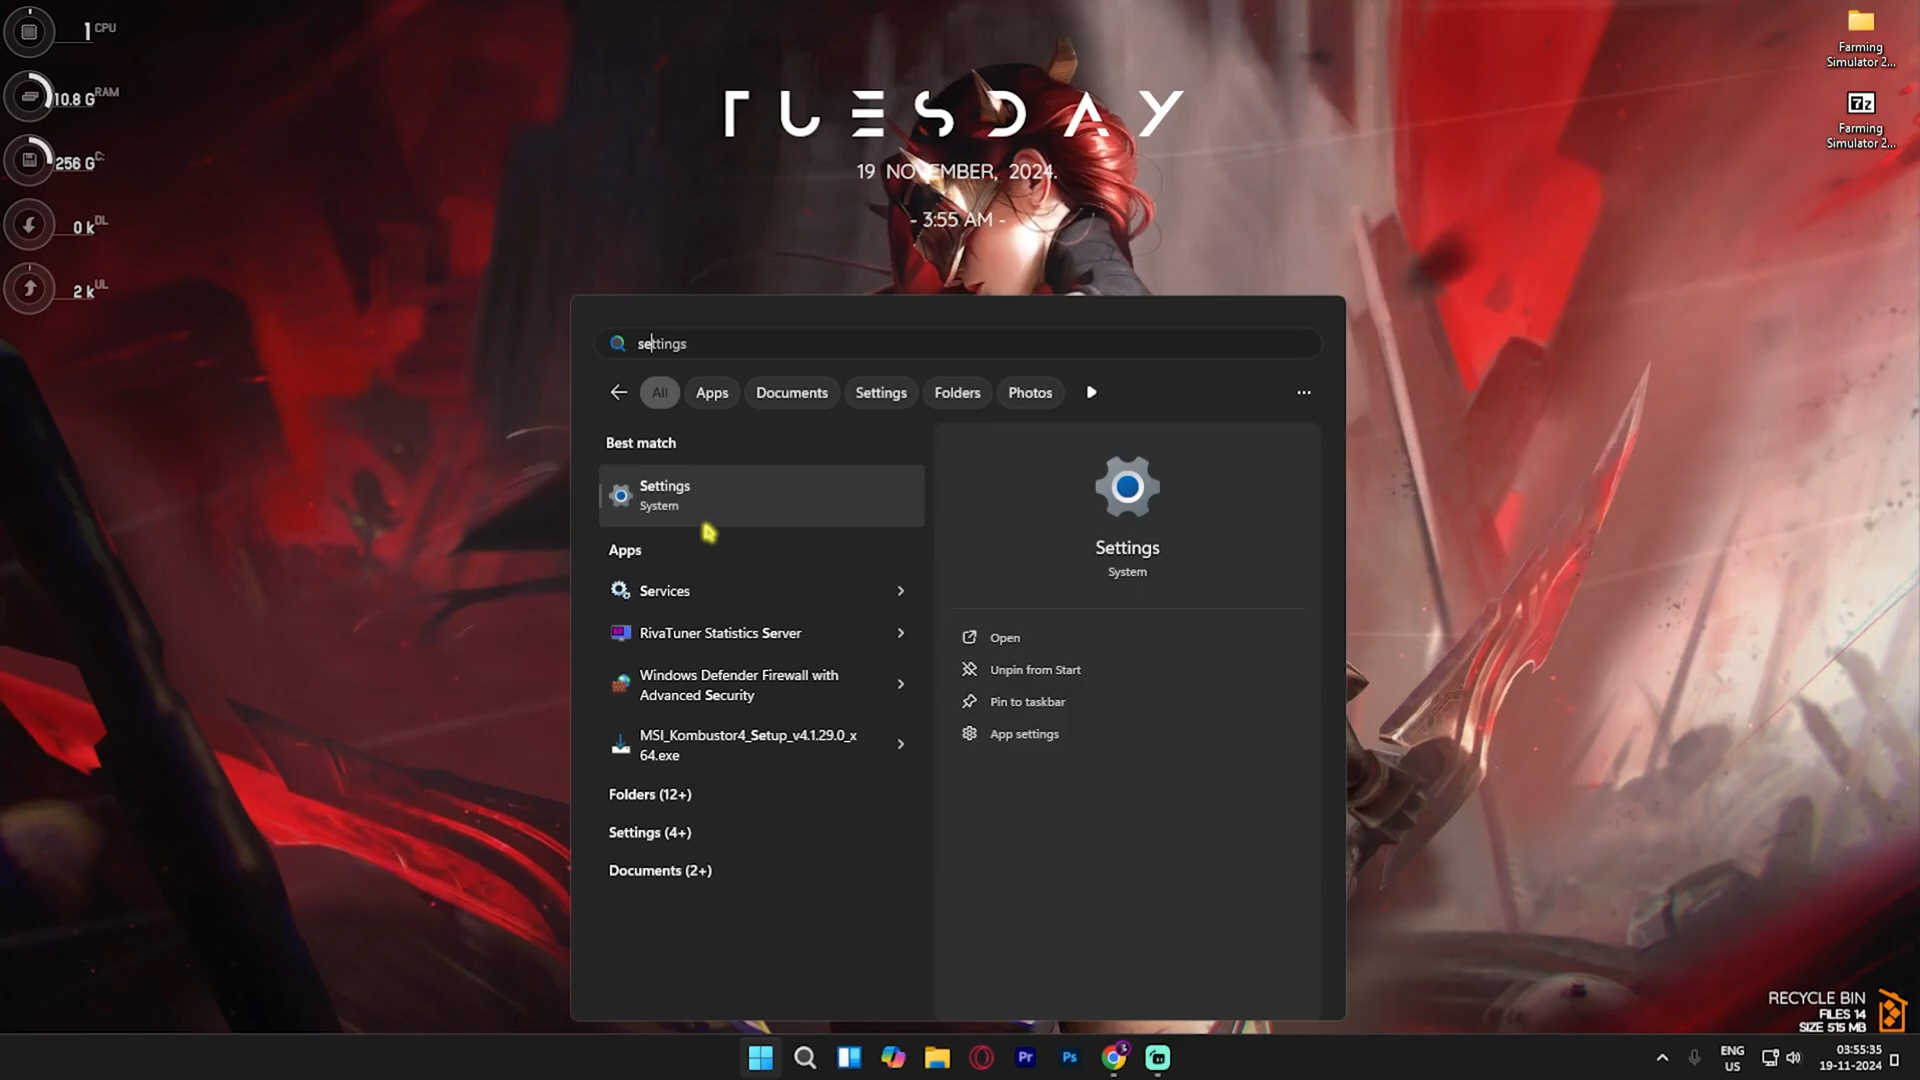 1 CPU
10.8 G RAM
256 G C:
0 k DL
2 k UL
TUESDAY
19 NOVEMBER, 2024.
- 3:55 AM -
Farming
Simulator 2...
7z
Farming
Simulator 2...
settings
All
Apps
Documents
Settings
Folders
Photos
Best match
Settings
System
Apps
Services
RivaTuner Statistics Server
Windows Defender Firewall with
Advanced Security
MSI_Kombustor4_Setup_v4.1.29.0_x
64.exe
Folders (12+)
Settings (4+)
Documents (2+)
Settings
System
Open
Unpin from Start
Pin to taskbar
App settings
RECYCLE BIN
FILES 14
SIZE 515 MB
Pr
Ps
3
ENG
US
03:55:35
19-11-2024